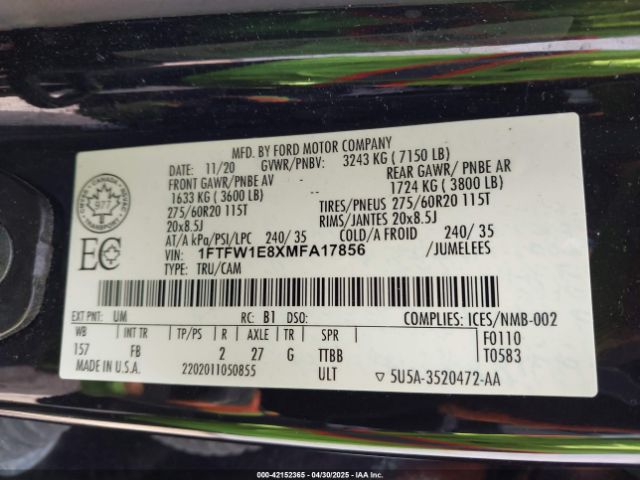 MFD. BY FORD MOTOR COMPANY
DATE: 11/20 GVWR/PNBV: 3243 KG ( 7150 LB)
FRONT GAWR/PNBE AV REAR GAWR/ PNBE AR
1633 KG ( 3600 LB) 1724 KG ( 3800 LB)
275/60R20 115T TIRES/PNEUS 275/60R20 115T
20x8.5J RIMS/JANTES 20x8.5J
AT/A kPa/PSI/LPC 240/ 35 COLD/A FROID 240/ 35
VIN: 1FTFW1E8XMFA17856 /JUMELEES
TYPE: TRU/CAM
CANADA
977
EC
EXT PNT: UM RC: B1 DSO: COMPLIES: ICES/NMB-002
WB INT TR TP/PS R AXLE TR SPR F0110
157 FB 2 27 G TTBB T0583
MADE IN U.S.A. 2202011050855 ULT ▽ 5U5A-3520472-AA
000-42152365 - 04/30/2025 - IAA Inc.